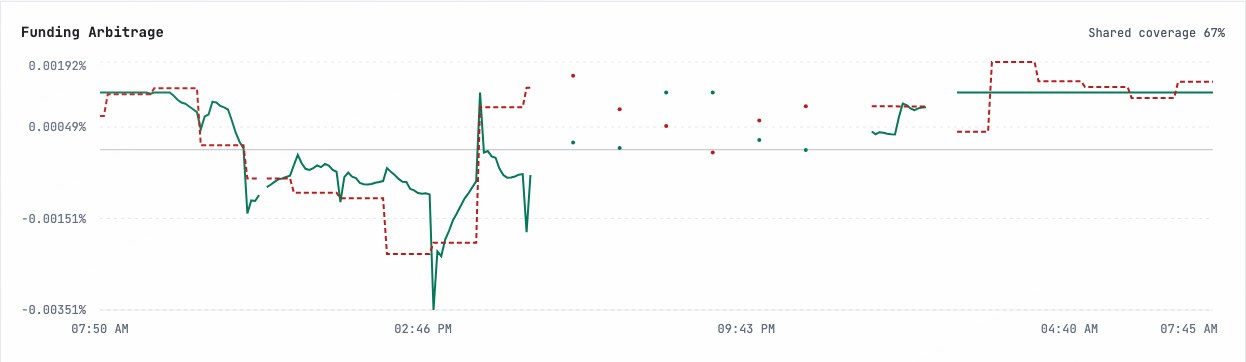 Funding Arbitrage
Shared coverage 67%
0.00192%
0.00049%
-0.00151%
-0.00351%
07:50 AM 02:46 PM 09:43 PM 04:40 AM 07:45 AM